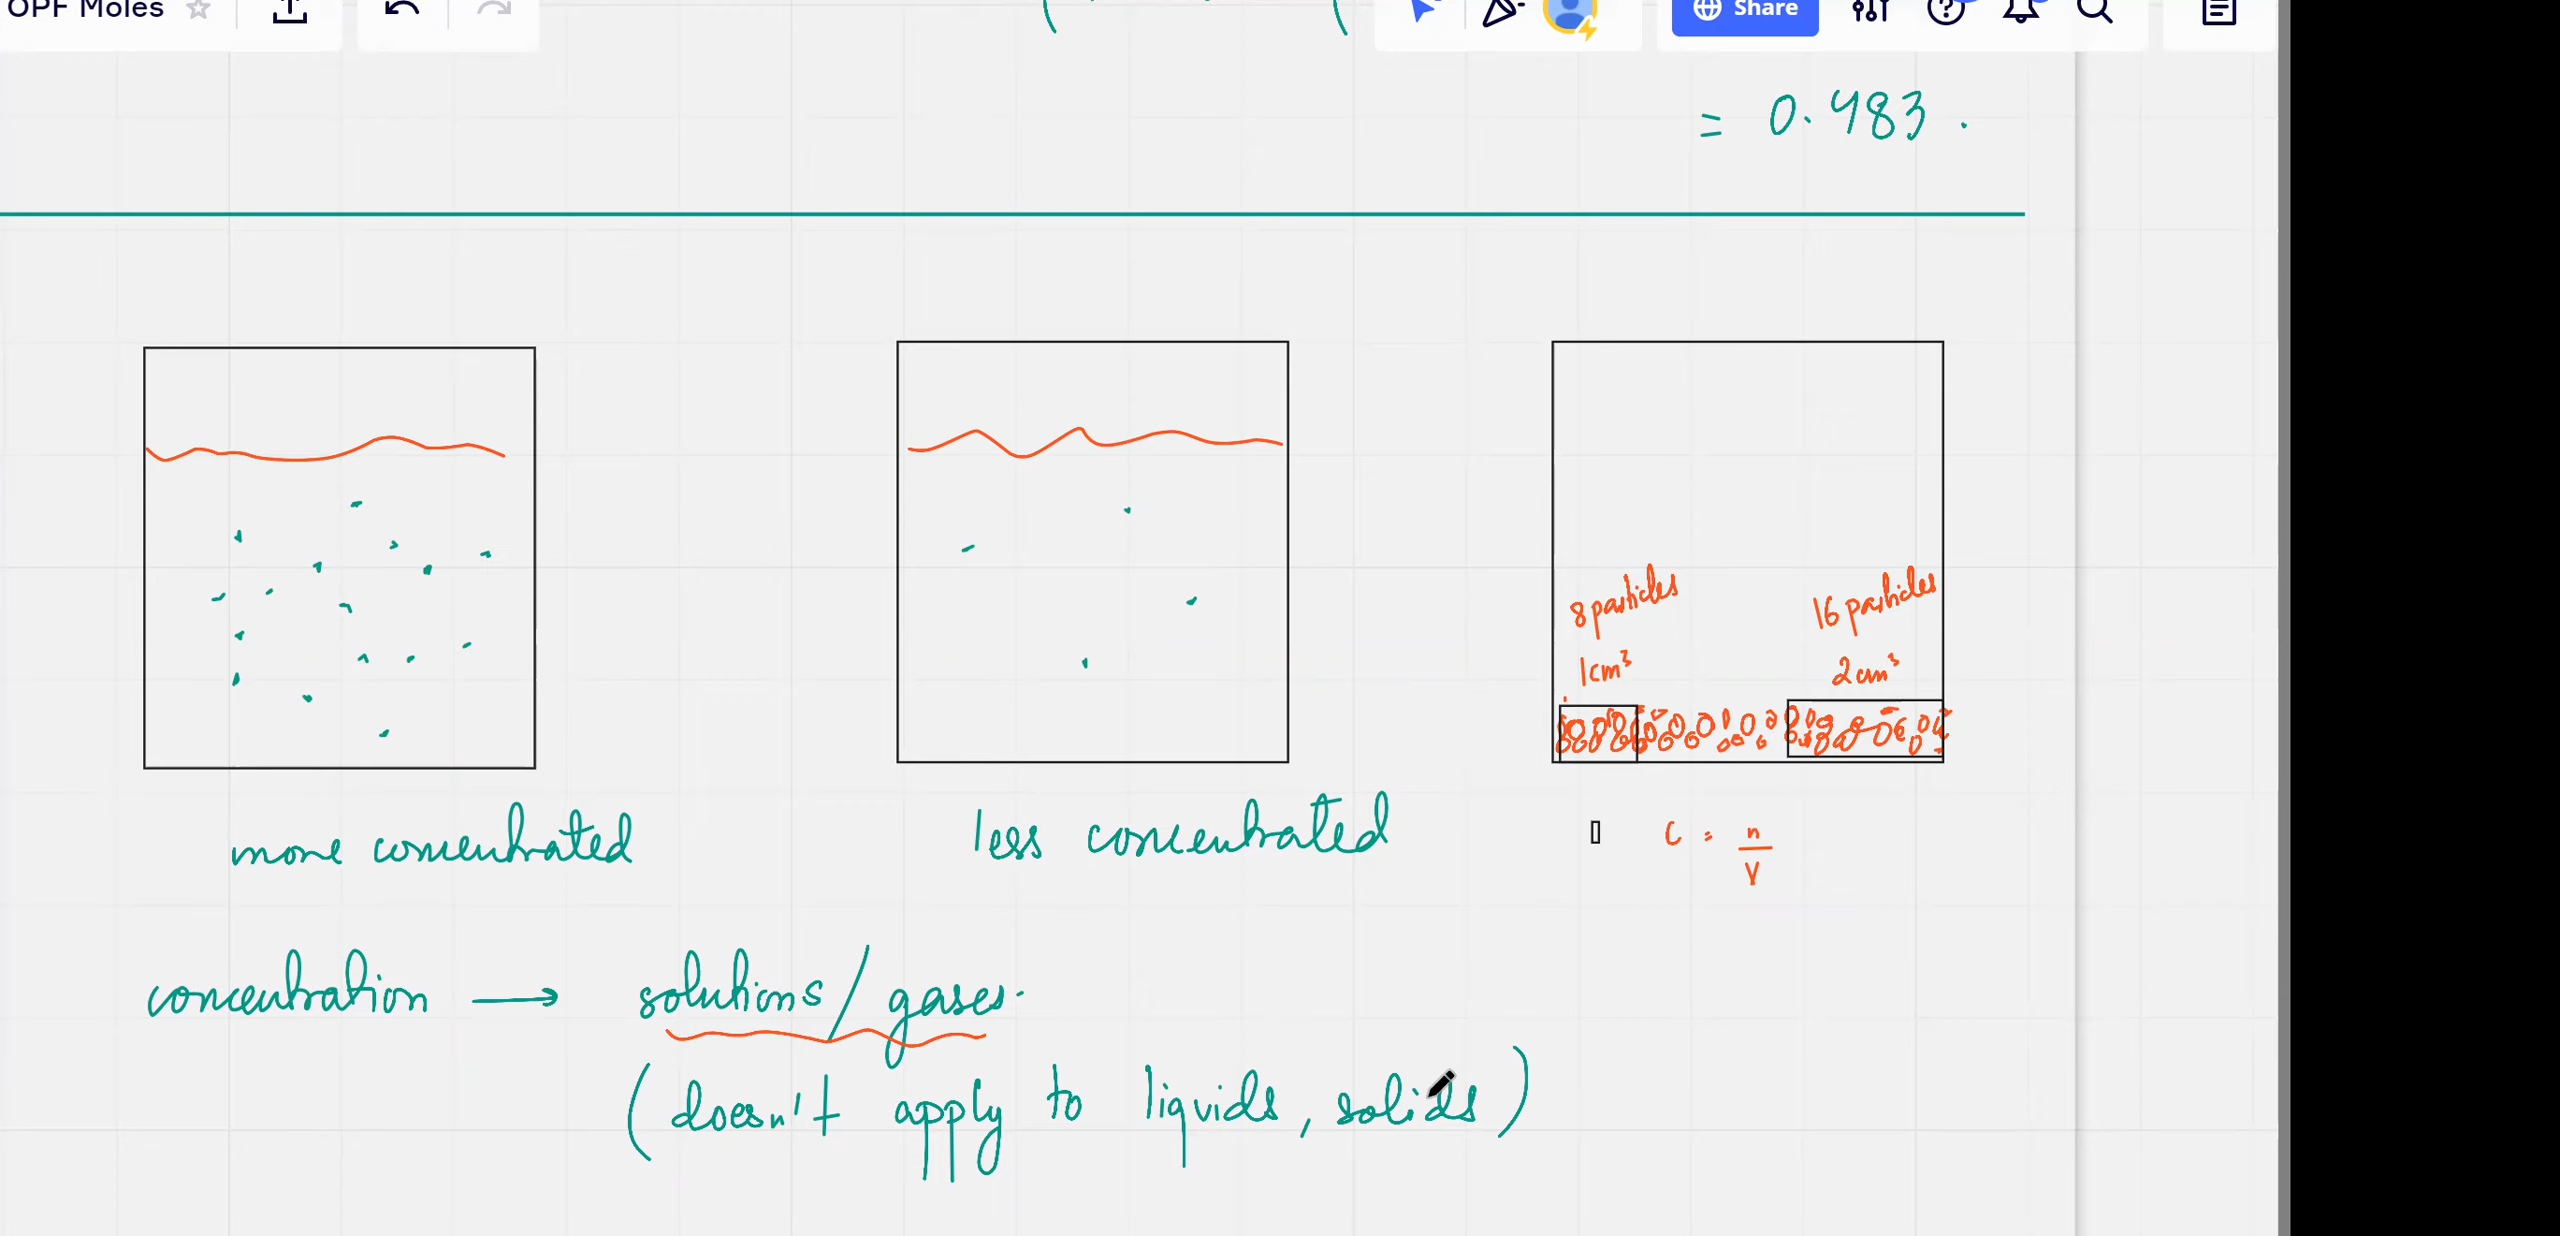 OPF Moles
Share
= 0.483.
8 particles
1cm³
16 particles
2cm³
more concentrated
less concentrated
C = n/V
concentration → solutions/gases.
(doesn't apply to liquids, solids)